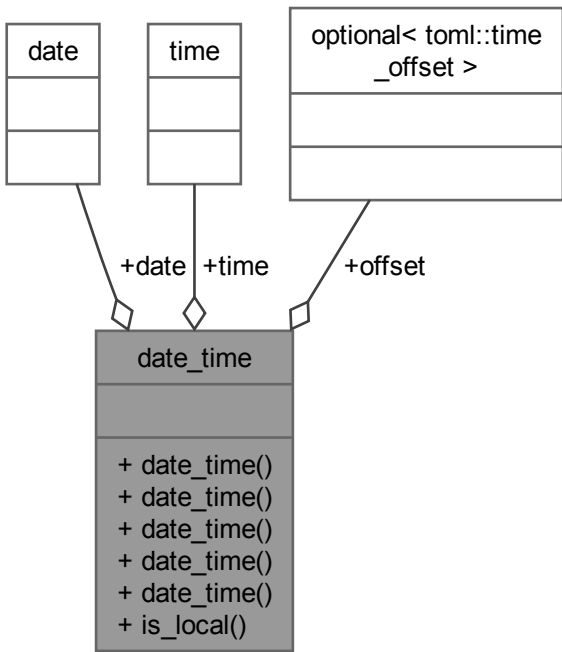 date
time
optional< toml::time
_offset >
+date
+time
+offset
date_time
+ date_time()
+ date_time()
+ date_time()
+ date_time()
+ date_time()
+ is_local()